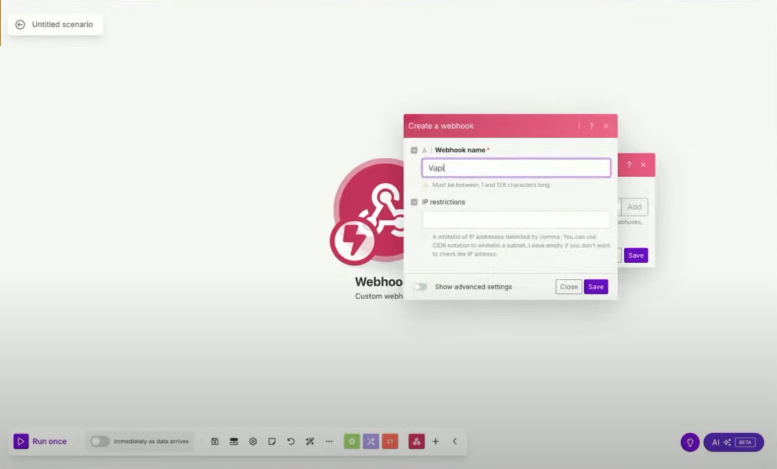 Untitled scenario
Create a webhook
?
A
Webhook name *
Vapi
Must be between 1 and 128 characters long.
IP restrictions
A whitelist of IP addresses delimited by comma. You can use
CIDR notation to whitelist a subnet. Leave empty if you don't want
to check the IP address.
Show advanced settings
Close
Save
?
Add
Save
Webhoo
Custom webh
Run once
Immediately as data arrives
AI
BETA